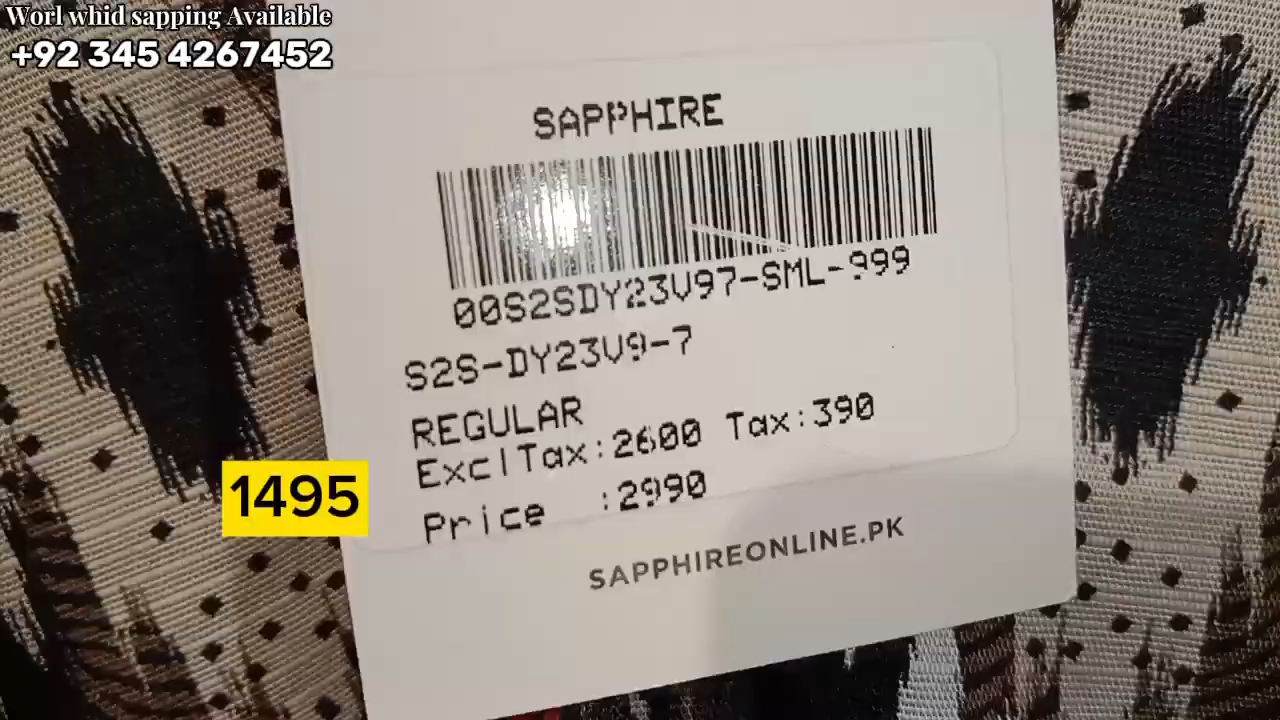 Worl whid sapping Available
+92 345 4267452
SAPPHIRE
00S2SDY23V97-SML-999
S2S-DY23V9-7
REGULAR
ExclTax:2600 Tax:390
Price :2990
1495
SAPPHIREONLINE.PK